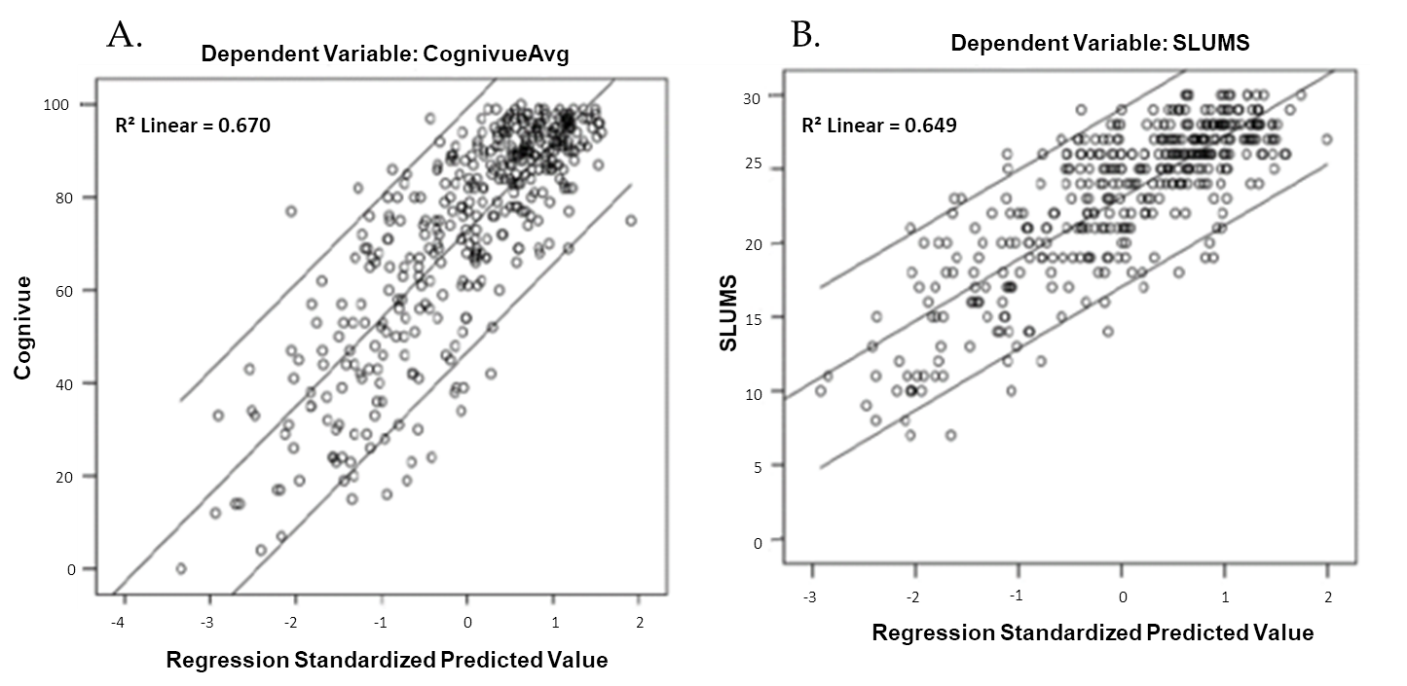 A.
Dependent Variable: CognivueAvg
R² Linear = 0.670
Cognivue
100
80
60
40
20
0
-4
-3
-2
-1
0
1
2
Regression Standardized Predicted Value
B.
Dependent Variable: SLUMS
R² Linear = 0.649
SLUMS
30
25
20
15
10
5
0
-3
-2
-1
0
1
2
Regression Standardized Predicted Value